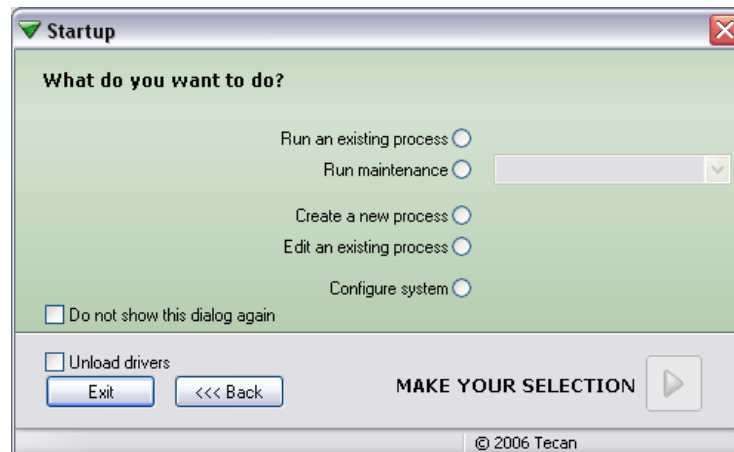 Startup
What do you want to do?
Run an existing process
Run maintenance
Create a new process
Edit an existing process
Configure system
Do not show this dialog again
Unload drivers
Exit
<<< Back
MAKE YOUR SELECTION
© 2006 Tecan